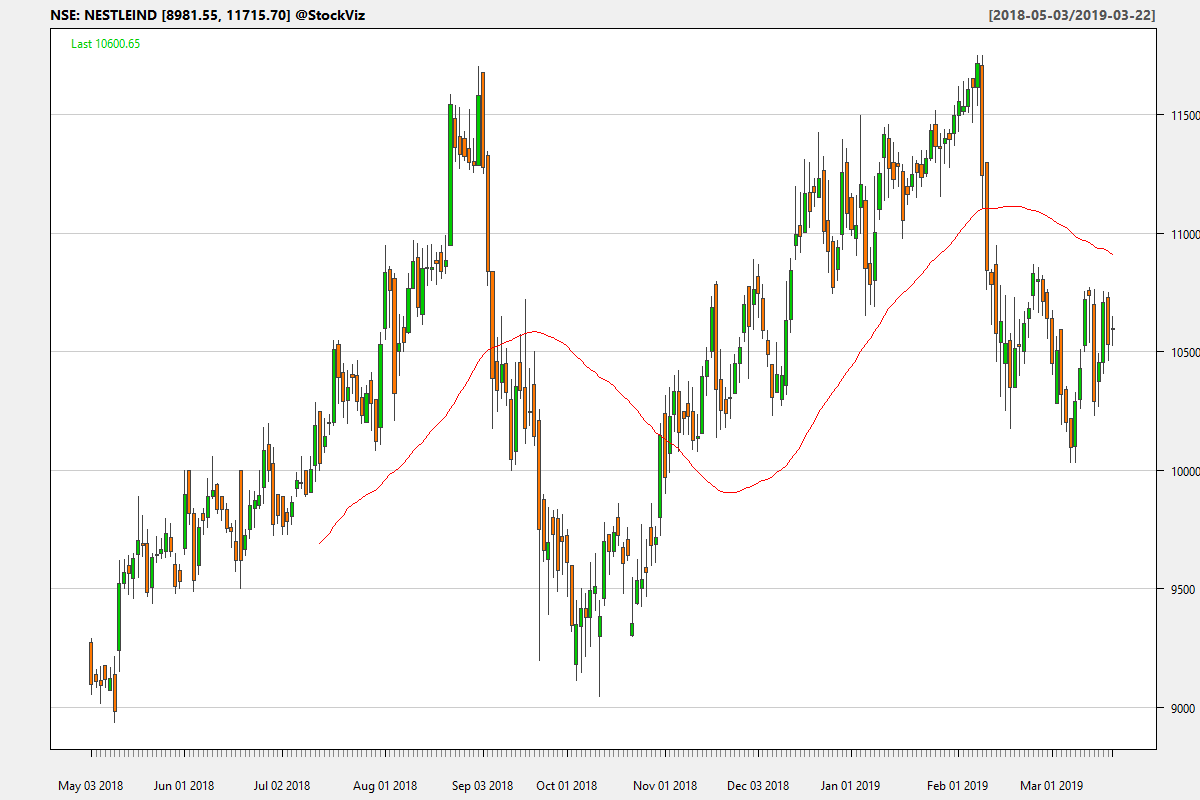 NSE: NESTLEIND [8981.55, 11715.70] @StockViz
[2018-05-03/2019-03-22]
Last 10600.65
11500
11000
10500
10000
9500
9000
May 03 2018 Jun 01 2018 Jul 02 2018 Aug 01 2018 Sep 03 2018 Oct 01 2018 Nov 01 2018 Dec 03 2018 Jan 01 2019 Feb 01 2019 Mar 01 2019